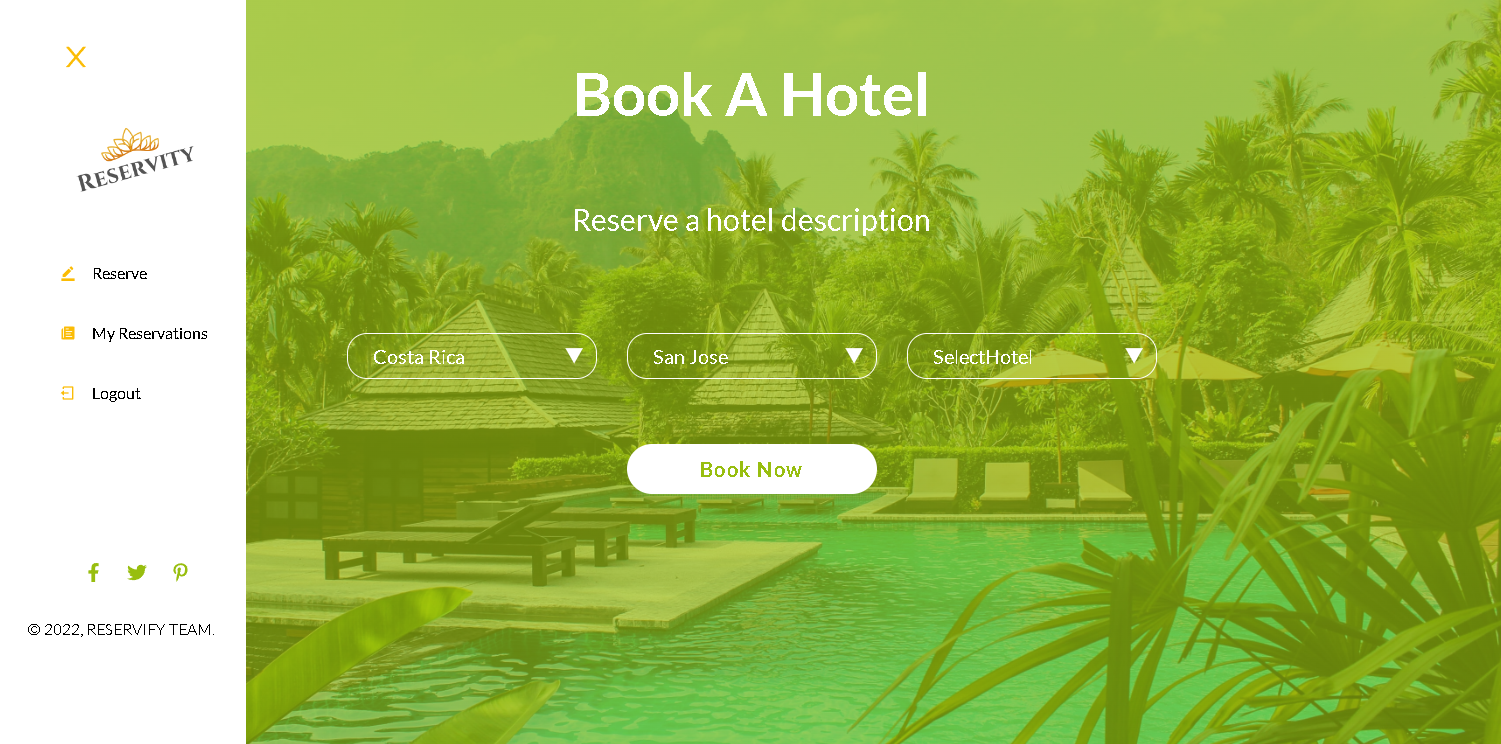 X
RESERVITY
Reserve
My Reservations
Logout
© 2022, RESERVIFY TEAM.
Book A Hotel
Reserve a hotel description
Costa Rica
San Jose
SelectHotel
Book Now